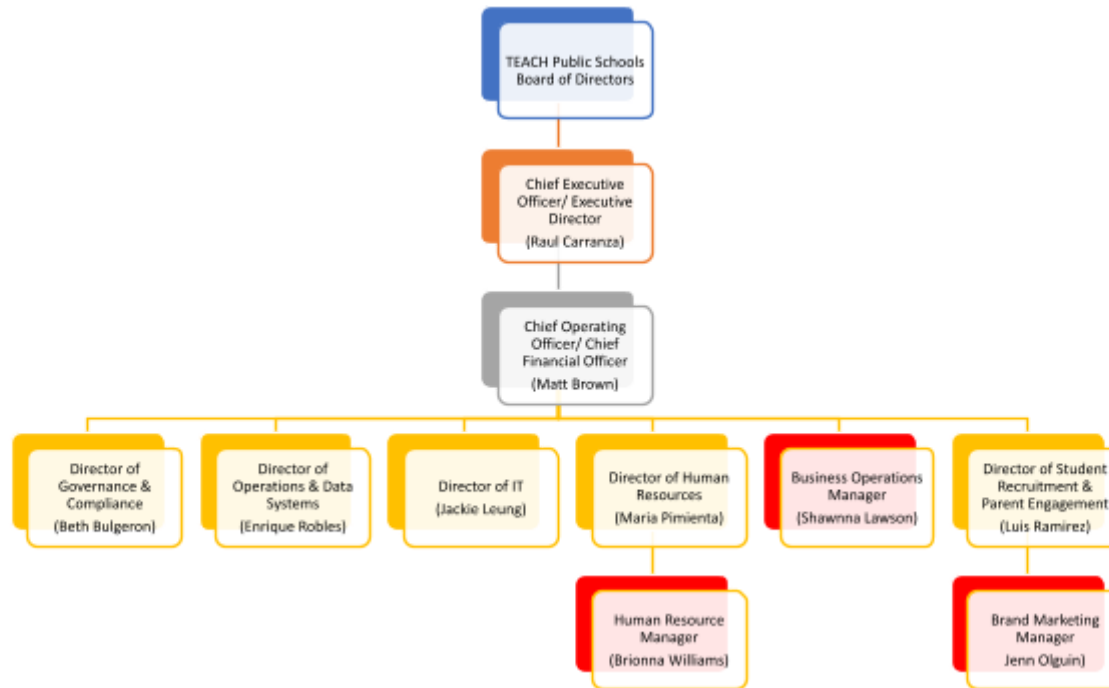 TEACH Public Schools
Board of Directors
Chief Executive
Officer/ Executive
Director
(Raul Carranza)
Chief Operating
Officer/ Chief
Financial Officer
(Matt Brown)
Director of
Governance &
Compliance
(Beth Bulgeron)
Director of
Operations & Data
Systems
(Enrique Robles)
Director of IT
(Jackie Leung)
Director of Human
Resources
(Maria Pimienta)
Business Operations
Manager
(Shawnna Lawson)
Director of Student
Recruitment &
Parent Engagement
(Luis Ramirez)
Human Resource
Manager
(Brionna Williams)
Brand Marketing
Manager
Jenn Olguin